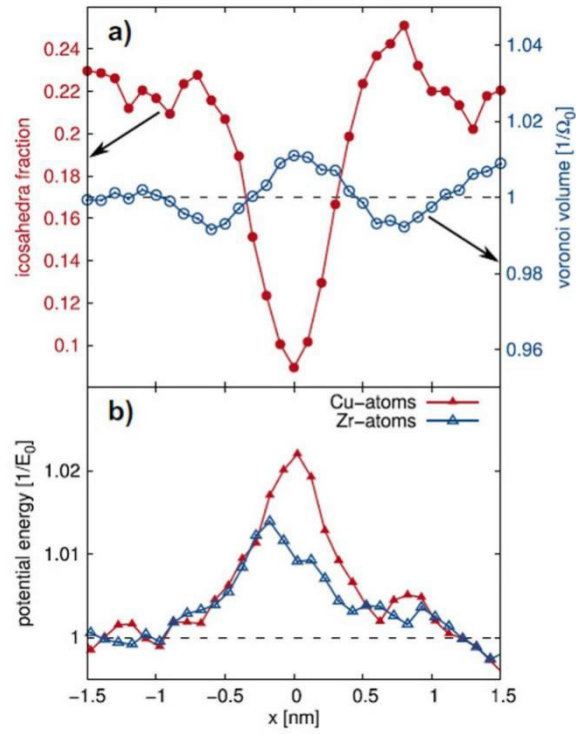 a)
icosahedra fraction
0.24
0.22
0.2
0.18
0.16
0.14
0.12
0.1
1.04
1.02
1
0.98
0.96
voronoi volume [1/Ω₀]
b)
Cu-atoms
Zr-atoms
potential energy [1/E₀]
1.02
1.01
1
-1.5 -1 -0.5 0 0.5 1 1.5
x [nm]